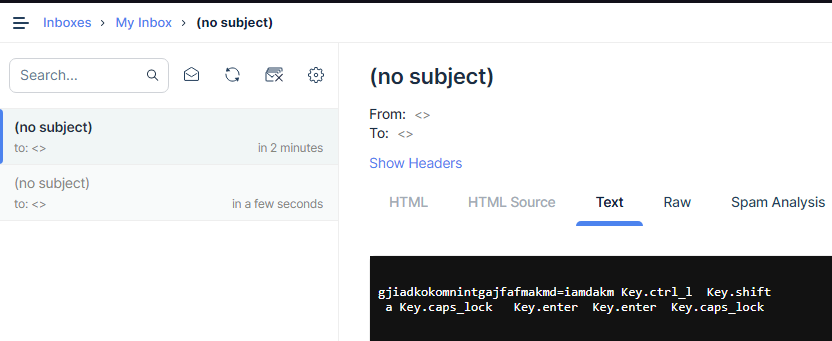 Inboxes > My Inbox > (no subject)
Search...
(no subject)
to: <>
in 2 minutes
(no subject)
to: <>
in a few seconds
(no subject)
From: <>
To: <>
Show Headers
HTML HTML Source Text Raw Spam Analysis
gjiadkokomnintgajfafmakmd=iamdakm Key.ctrl_l  Key.shift
a Key.caps_lock   Key.enter  Key.enter  Key.caps_lock